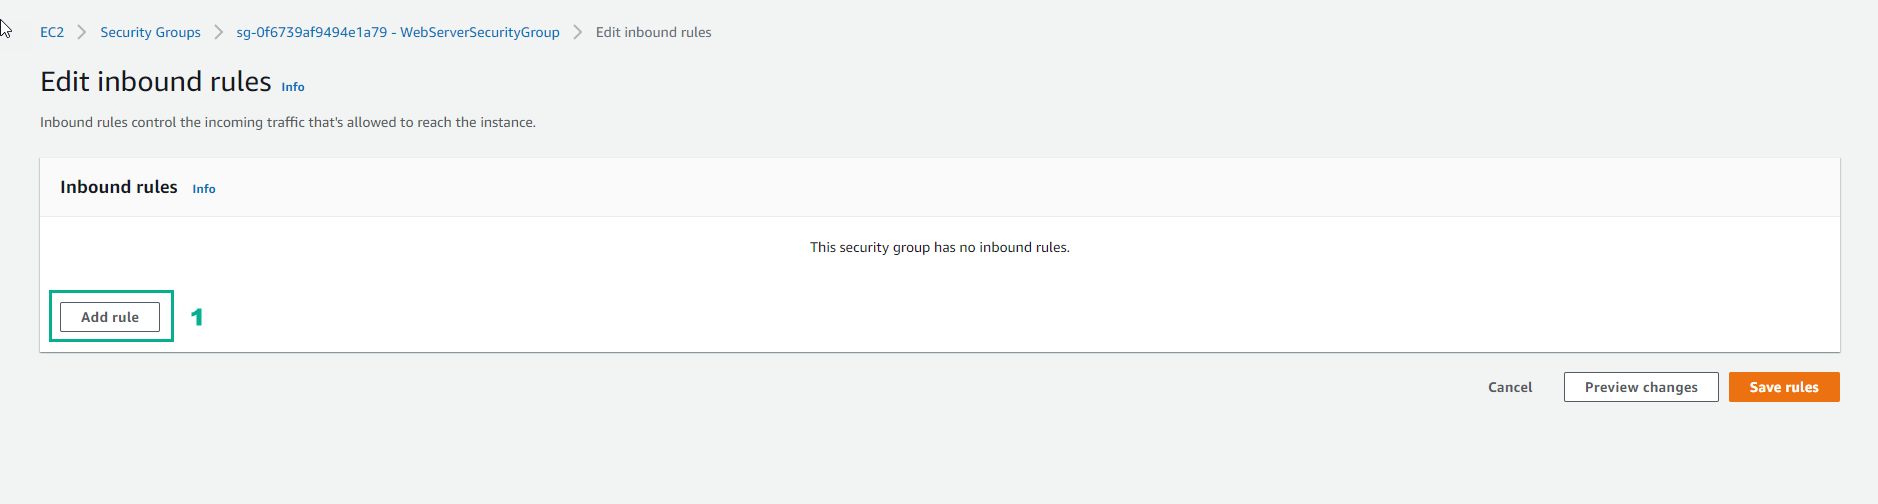 EC2 > Security Groups > sg-0f6739af9494e1a79 - WebServerSecurityGroup > Edit inbound rules
Edit inbound rules Info
Inbound rules control the incoming traffic that's allowed to reach the instance.
Inbound rules Info
This security group has no inbound rules.
Add rule 1
Cancel Preview changes Save rules